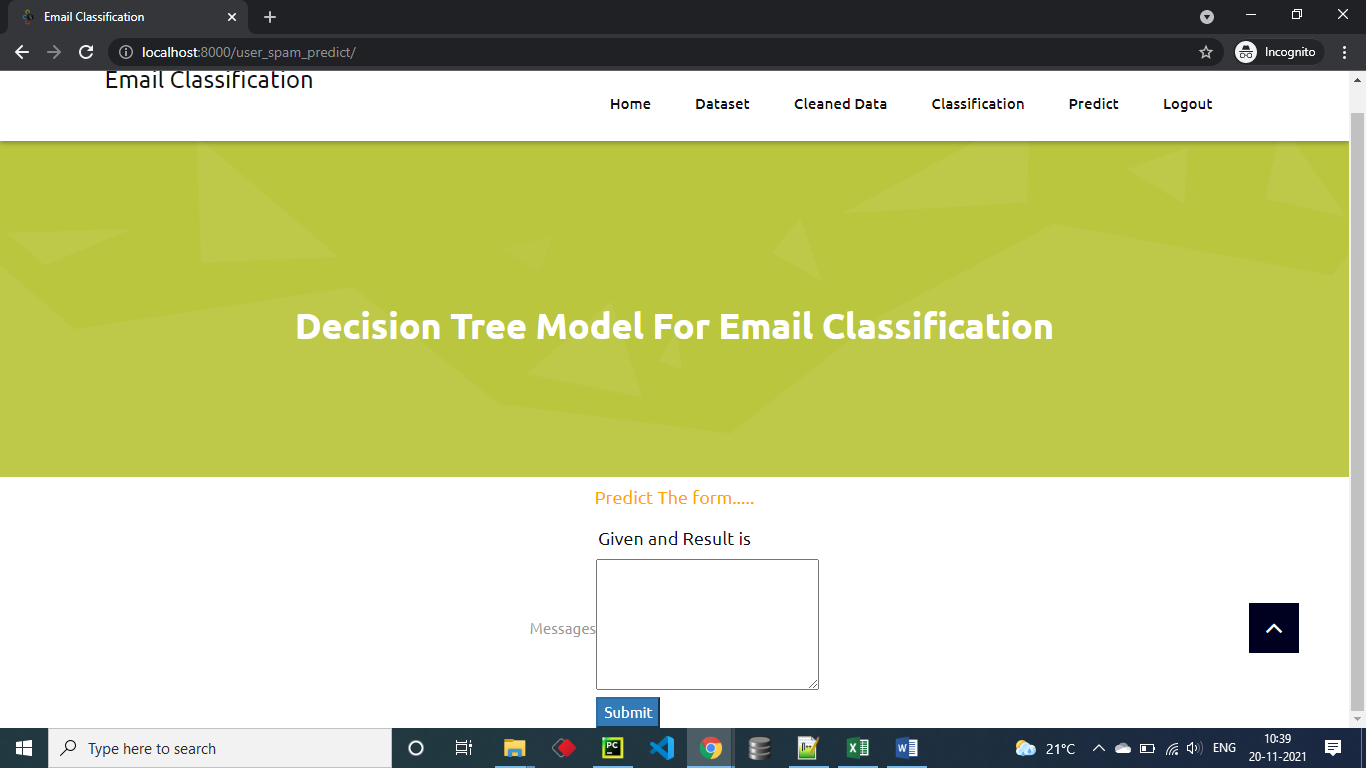 Email Classification
localhost:8000/user_spam_predict/
Incognito
Email Classification
Home Dataset Cleaned Data Classification Predict Logout
Decision Tree Model For Email Classification
Predict The form.....
Given and Result is
Messages
Submit
Type here to search
PC
21°C
ENG
10:39
20-11-2021